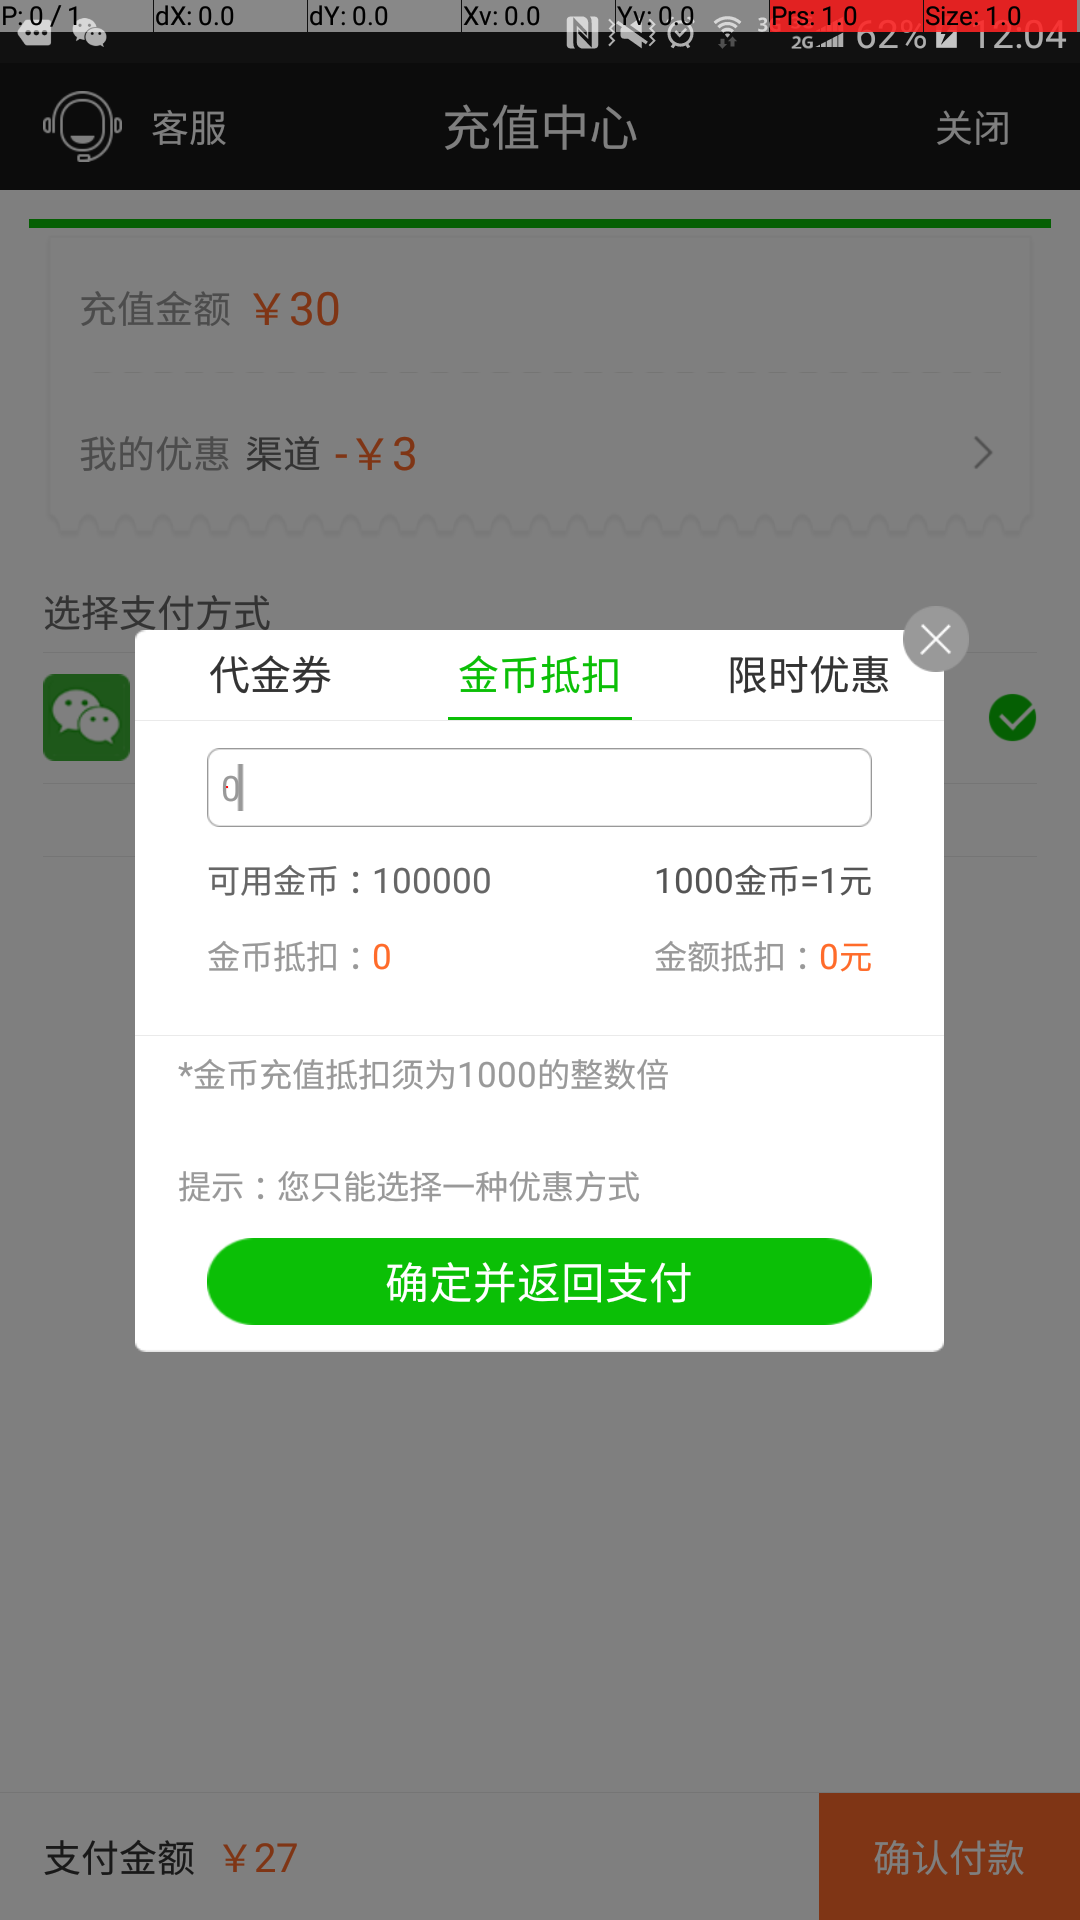 P: 0 / 1 dX: 0.0 dY: 0.0 Xv: 0.0 Yv: 0.0 Prs: 1.0 Size: 1.0
2G 62% 12:04
客服 充值中心 关闭
充值金额 ￥30
我的优惠 渠道 -￥3
选择支付方式
代金券 金币抵扣 限时优惠
0
可用金币：100000 1000金币=1元
金币抵扣：0 金额抵扣：0元
*金币充值抵扣须为1000的整数倍
提示：您只能选择一种优惠方式
确定并返回支付
支付金额 ￥27 确认付款